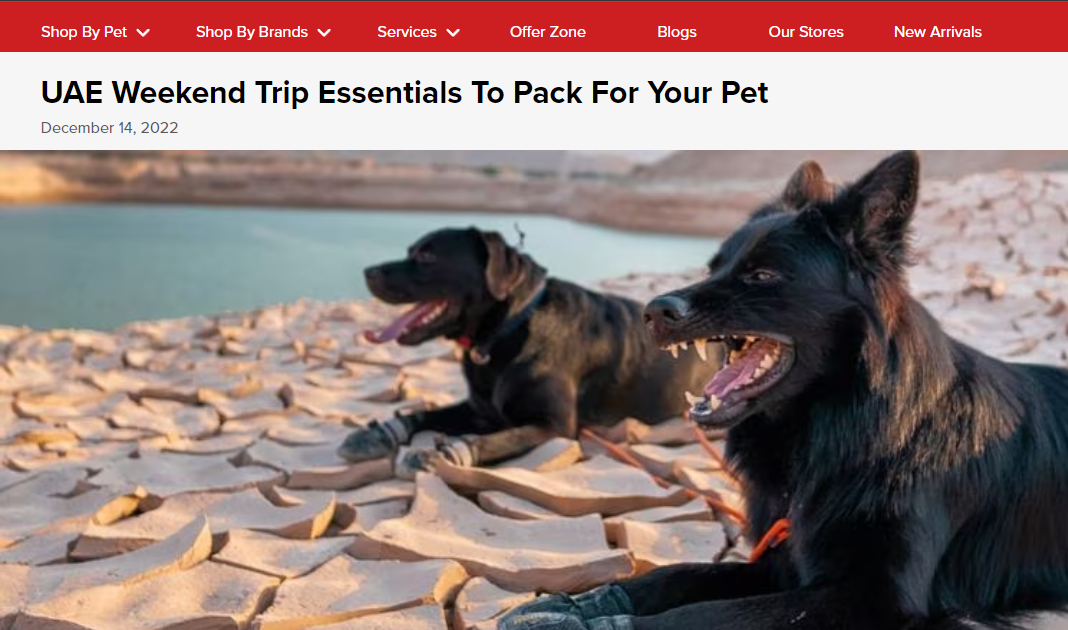 Shop By Pet
Shop By Brands
Services
Offer Zone
Blogs
Our Stores
New Arrivals
UAE Weekend Trip Essentials To Pack For Your Pet
December 14, 2022